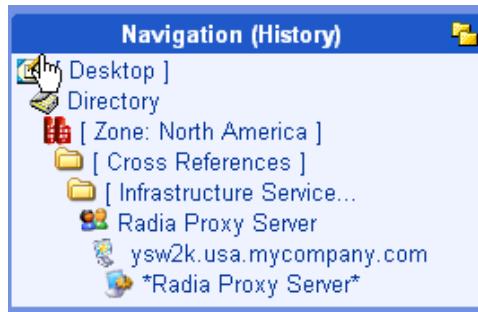 Navigation (History)
[ Desktop ]
Directory
[ Zone: North America ]
[ Cross References ]
[ Infrastructure Service...
Radia Proxy Server
ysw2k.usa.mycompany.com
*Radia Proxy Server*